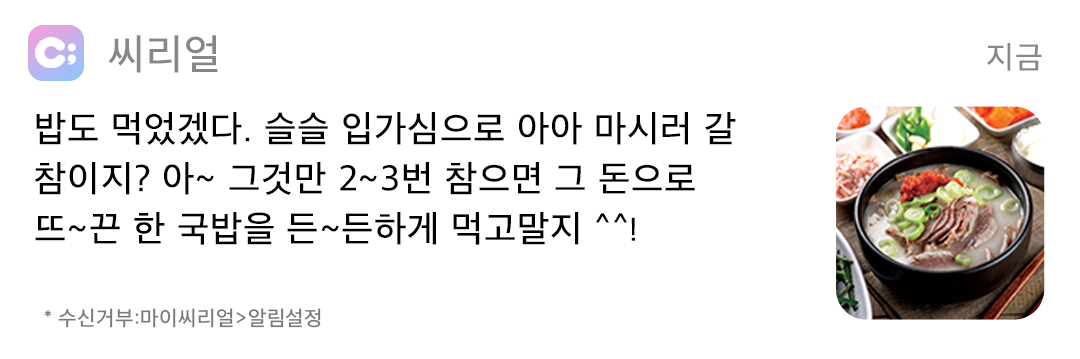 씨리얼
지금
밥도 먹었겠다. 슬슬 입가심으로 아아 마시러 갈
참이지? 아~ 그것만 2~3번 참으면 그 돈으로
뜨~끈 한 국밥을 든~든하게 먹고말지 ^^!
* 수신거부:마이씨리얼>알림설정